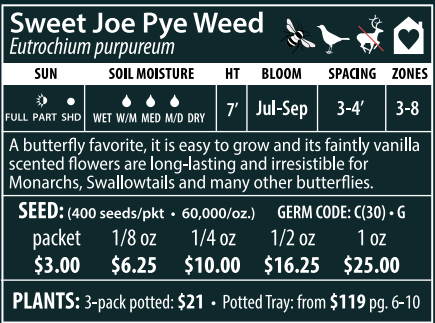 Sweet Joe Pye Weed
Eutrochium purpureum
SUN SOIL MOISTURE HT BLOOM SPACING ZONES
FULL PART SHD WET W/M MED M/D DRY 7' Jul-Sep 3-4' 3-8
A butterfly favorite, it is easy to grow and its faintly vanilla
scented flowers are long-lasting and irresistible for
Monarchs, Swallowtails and many other butterflies.
SEED: (400 seeds/pkt • 60,000/oz.) GERM CODE: C(30) • G
packet 1/8 oz 1/4 oz 1/2 oz 1 oz
$3.00 $6.25 $10.00 $16.25 $25.00
PLANTS: 3-pack potted: $21 • Potted Tray: from $119 pg. 6-10